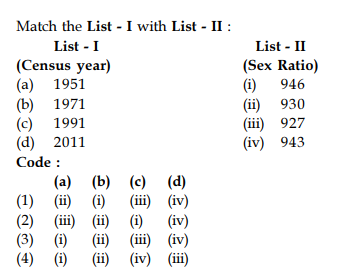 Match the List - I with List - II :
List - I List - II
(Census year) (Sex Ratio)
(a) 1951 (i) 946
(b) 1971 (ii) 930
(c) 1991 (iii) 927
(d) 2011 (iv) 943
Code :
(a) (b) (c) (d)
(1) (ii) (i) (iii) (iv)
(2) (iii) (ii) (i) (iv)
(3) (i) (ii) (iii) (iv)
(4) (i) (ii) (iv) (iii)